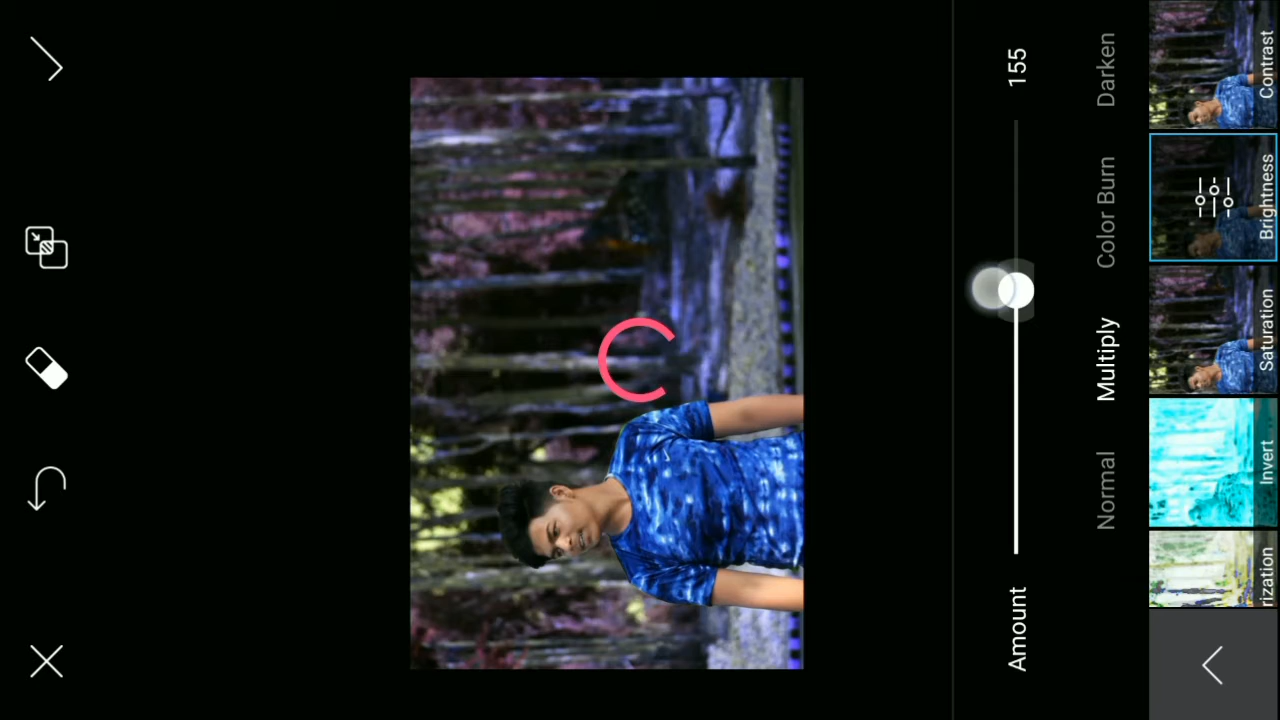 Amount 155
Normal Multiply Color Burn Darken
rization Invert Saturation Brightness Contrast